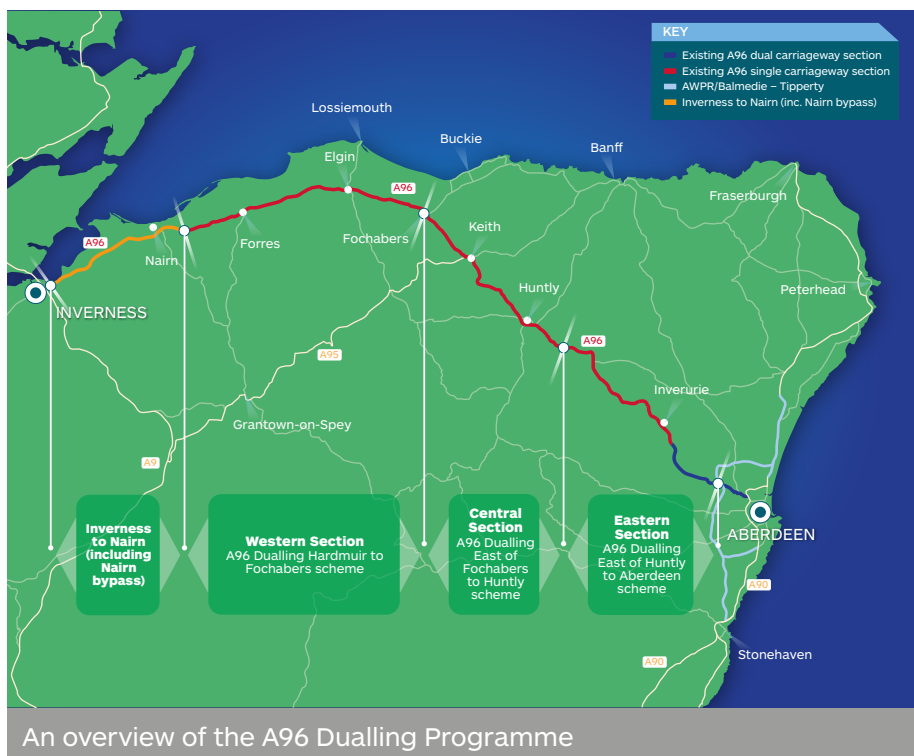 KEY
Existing A96 dual carriageway section
Existing A96 single carriageway section
AWPR/Balmedie – Tipperty
Inverness to Nairn (inc. Nairn bypass)
Lossiemouth
Buckie
Banff
Elgin
A96
Fraserburgh
Keith
Fochabers
Forres
A96
Nairn
Huntly
Peterhead
INVERNESS
A96
A95
Inverurie
Grantown-on-Spey
A9
Inverness
to Nairn
(including
Nairn
bypass)
Western Section
A96 Dualling Hardmuir to
Fochabers scheme
Central
Section
A96 Dualling
East of
Fochabers
to Huntly
scheme
Eastern
Section
A96 Dualling
East of Huntly
to Aberdeen
scheme
ABERDEEN
A90
Stonehaven
A90
An overview of the A96 Dualling Programme